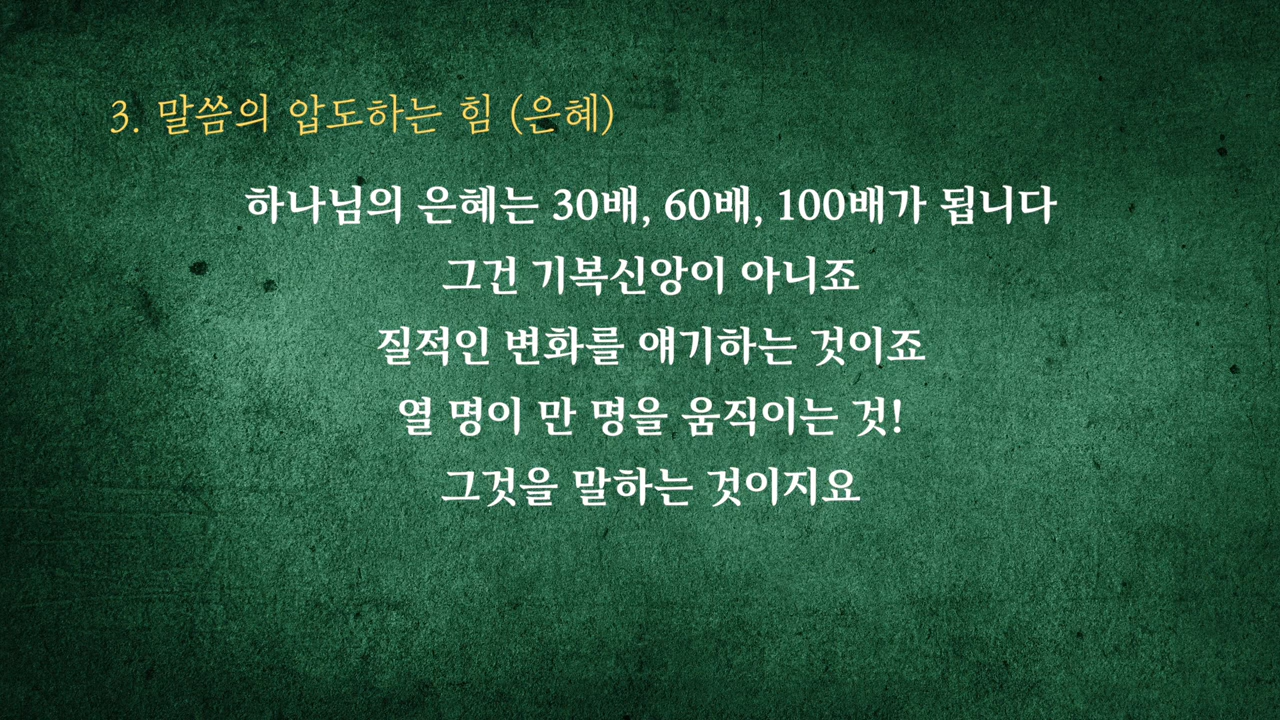 3. 말씀의 압도하는 힘 (은혜)
하나님의 은혜는 30배, 60배, 100배가 됩니다
그건 기복신앙이 아니죠
질적인 변화를 얘기하는 것이죠
열 명이 만 명을 움직이는 것!
그것을 말하는 것이지요